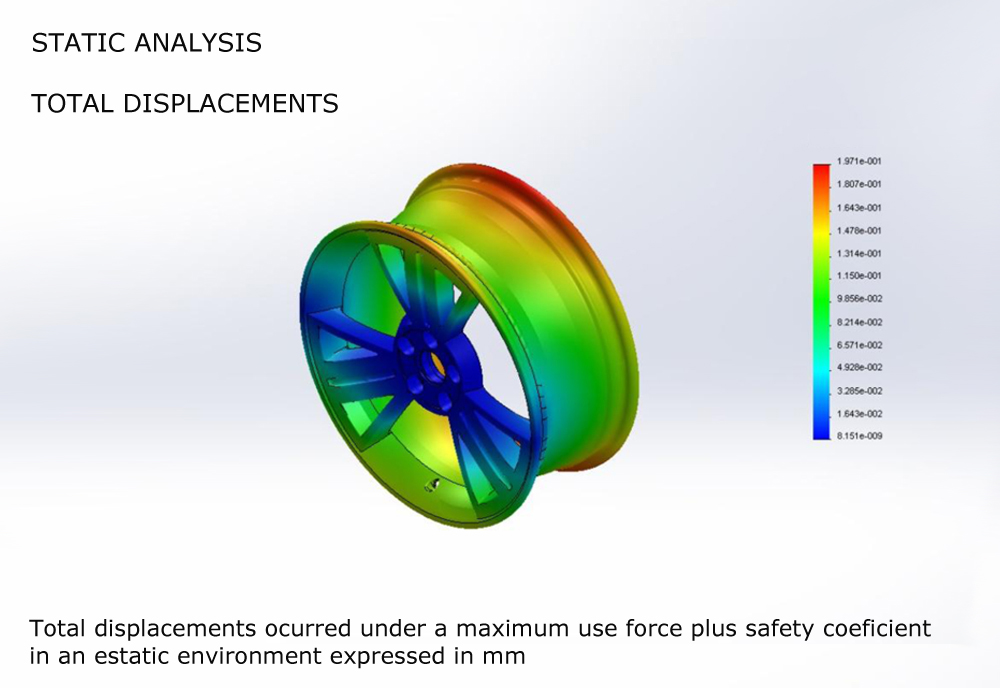 STATIC ANALYSIS
TOTAL DISPLACEMENTS
1.971e-001
1.807e-001
1.643e-001
1.478e-001
1.314e-001
1.150e-001
9.856e-002
8.214e-002
6.571e-002
4.928e-002
3.285e-002
1.643e-002
8.151e-009
Total displacements ocurred under a maximum use force plus safety coeficient
in an estatic environment expressed in mm